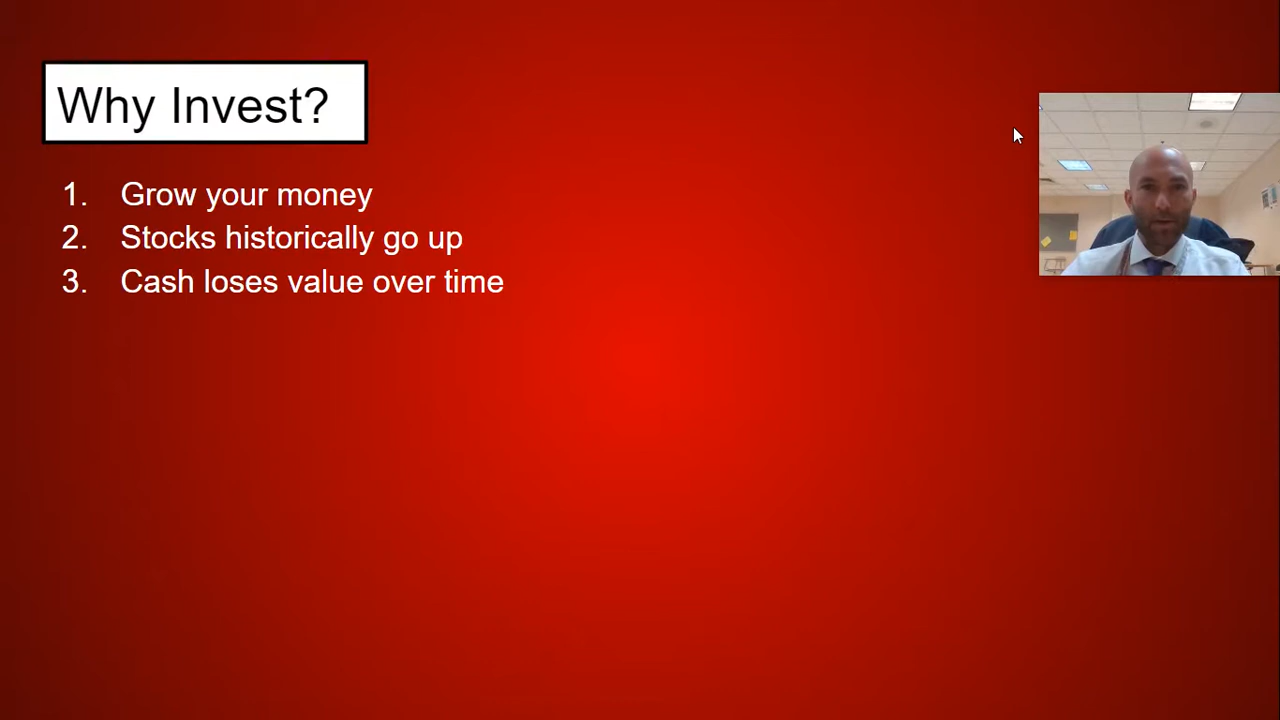 Why Invest?
1. Grow your money
2. Stocks historically go up
3. Cash loses value over time